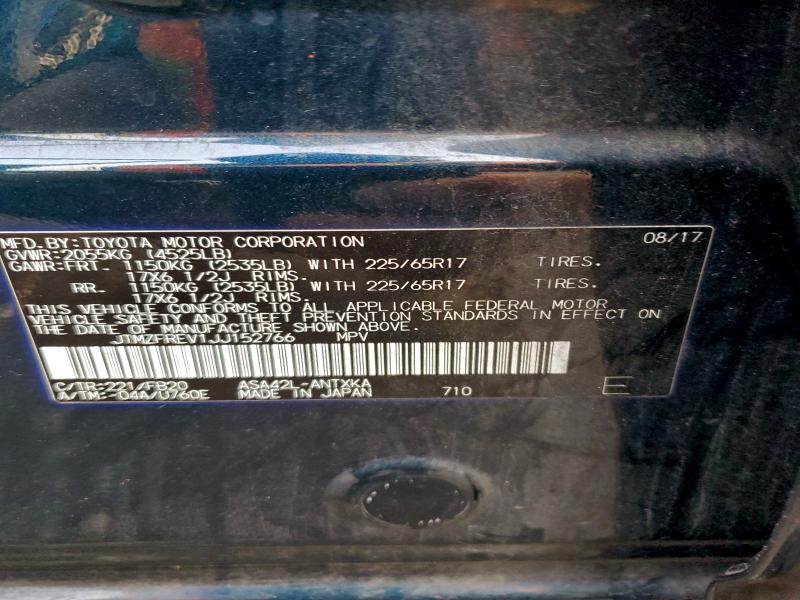 MFD.BY:TOYOTA MOTOR CORPORATION 08/17
GVWR:2055KG (4525LB)
GAWR:FRT. 1150KG (2535LB) WITH 225/65R17 TIRES.
17X6 1/2J RIMS.
RR. 1150KG (2535LB) WITH 225/65R17 TIRES.
17X6 1/2J RIMS.
THIS VEHICLE CONFORMS TO ALL APPLICABLE FEDERAL MOTOR
VEHICLE SAFETY AND THEFT PREVENTION STANDARDS IN EFFECT ON
THE DATE OF MANUFACTURE SHOWN ABOVE.
JTMZFREV1JJ152766 MPV
C/TR:221/FB20 ASA42L-ANTXKA
A/TM:-04A/U760E MADE IN JAPAN 710 E